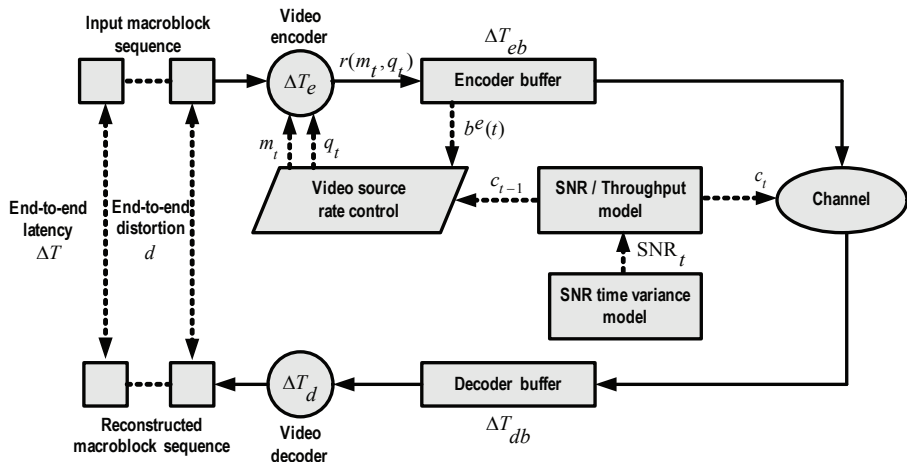 Input macroblock
sequence
Video
encoder
ΔT_e
r(m_t, q_t)
ΔT_eb
Encoder buffer
m_t
q_t
b^e(t)
Video source
rate control
c_{t-1}
SNR / Throughput
model
c_t
Channel
SNR_t
SNR time variance
model
End-to-end
latency
ΔT
End-to-end
distortion
d
Reconstructed
macroblock sequence
ΔT_d
Video
decoder
Decoder buffer
ΔT_db